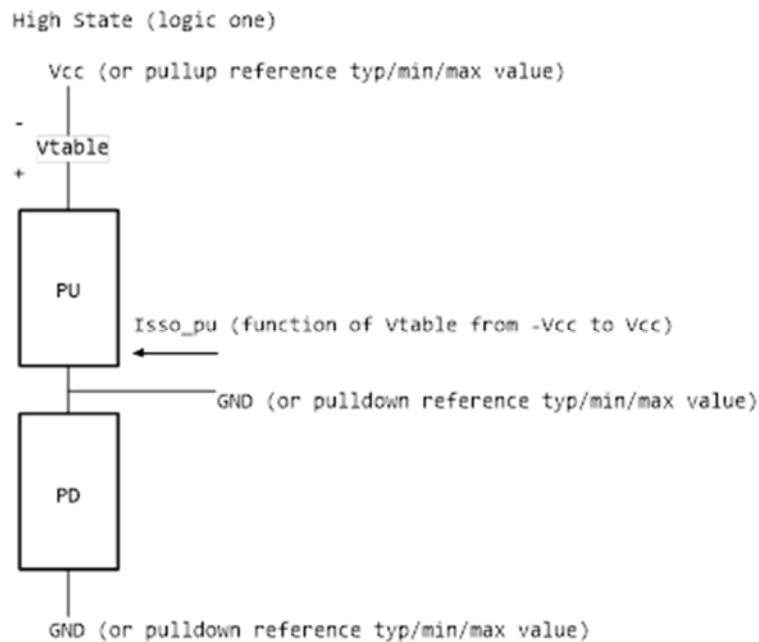 High State (logic one)
Vcc (or pullup reference typ/min/max value)
-
Vtable
+
PU
Isso_pu (function of Vtable from -Vcc to Vcc)
GND (or pulldown reference typ/min/max value)
PD
GND (or pulldown reference typ/min/max value)